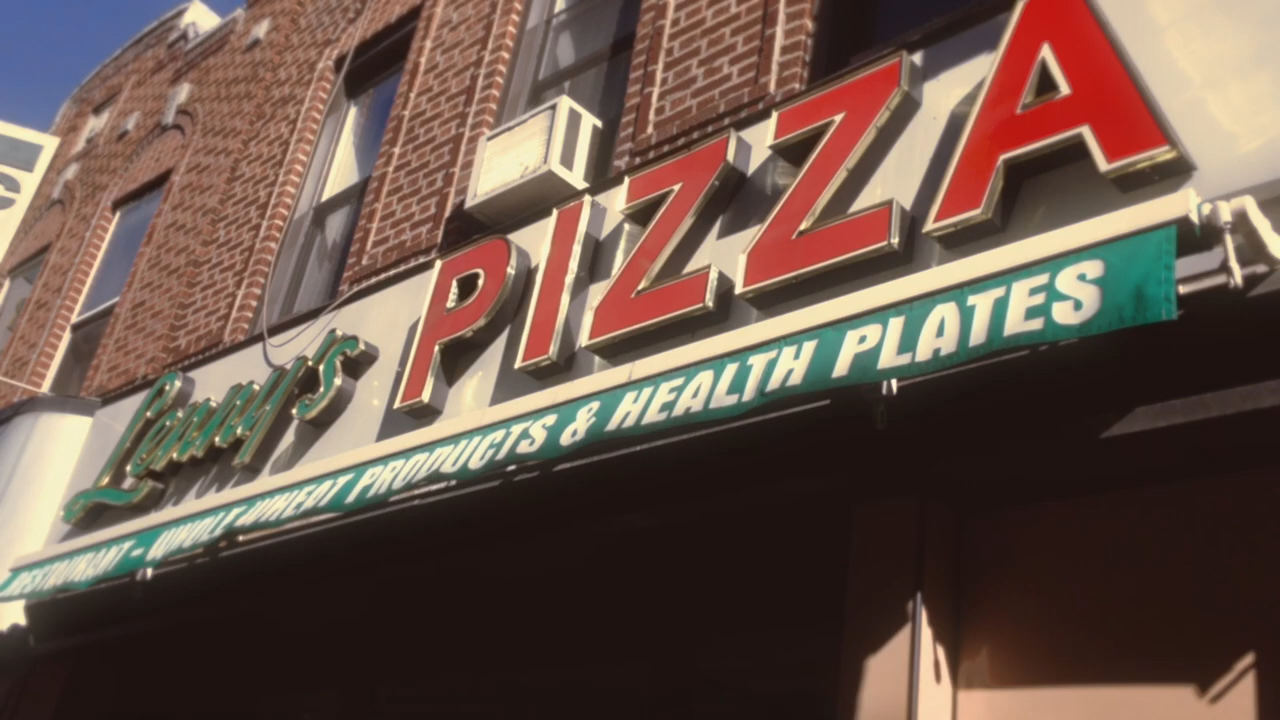 Lenny's PIZZA
RESTAURANT - WHOLE WHEAT PRODUCTS & HEALTH PLATES